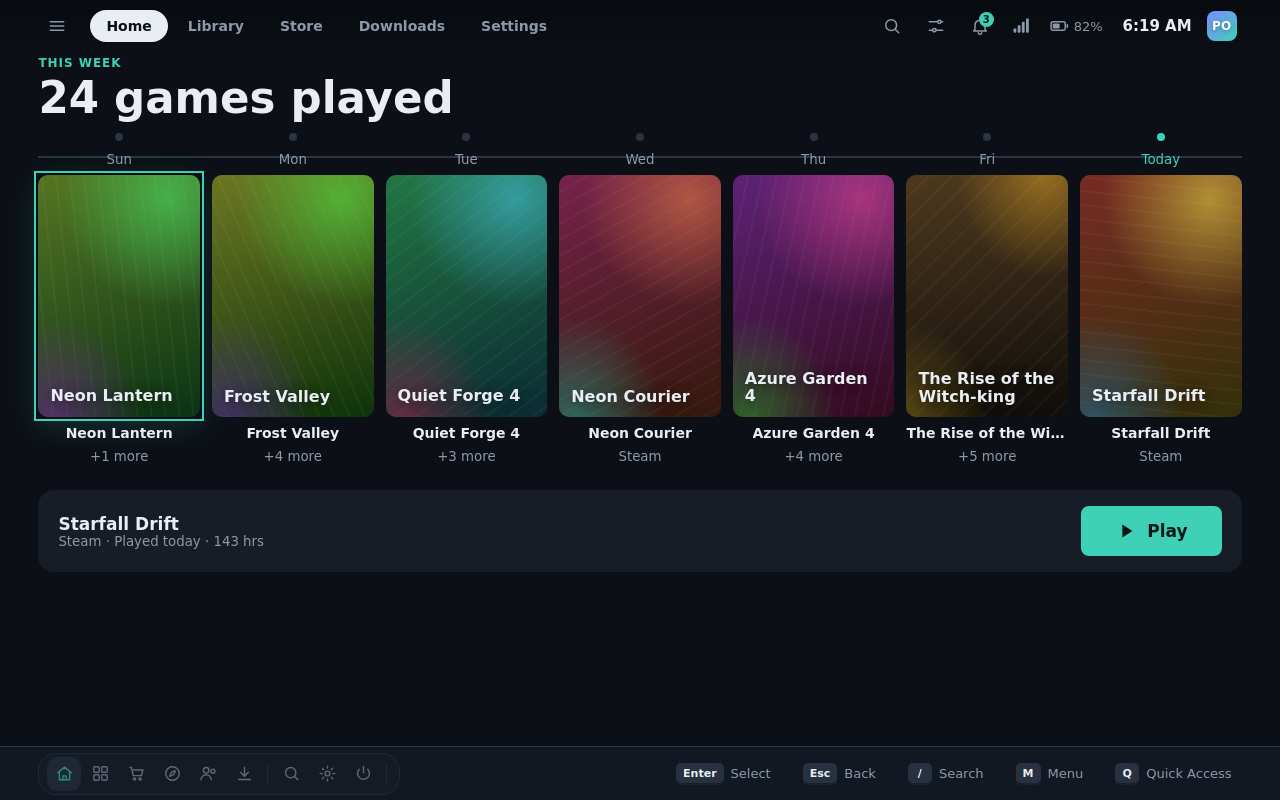 Home
Library
Store
Downloads
Settings
3
82%
6:19 AM
PO
THIS WEEK
24 games played
Sun
Mon
Tue
Wed
Thu
Fri
Today
Neon Lantern
Frost Valley
Quiet Forge 4
Neon Courier
Azure Garden
4
The Rise of the
Witch-king
Starfall Drift
Neon Lantern
Frost Valley
Quiet Forge 4
Neon Courier
Azure Garden 4
The Rise of the Wi...
Starfall Drift
+1 more
+4 more
+3 more
Steam
+4 more
+5 more
Steam
Starfall Drift
Steam · Played today · 143 hrs
Play
Enter Select
Esc Back
/ Search
M Menu
Q Quick Access